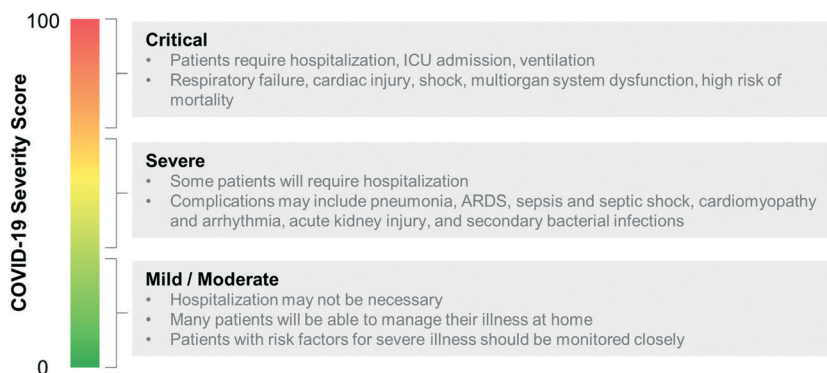 100
COVID-19 Severity Score
0
Critical
• Patients require hospitalization, ICU admission, ventilation
• Respiratory failure, cardiac injury, shock, multiorgan system dysfunction, high risk of
mortality
Severe
• Some patients will require hospitalization
• Complications may include pneumonia, ARDS, sepsis and septic shock, cardiomyopathy
and arrhythmia, acute kidney injury, and secondary bacterial infections
Mild / Moderate
• Hospitalization may not be necessary
• Many patients will be able to manage their illness at home
• Patients with risk factors for severe illness should be monitored closely